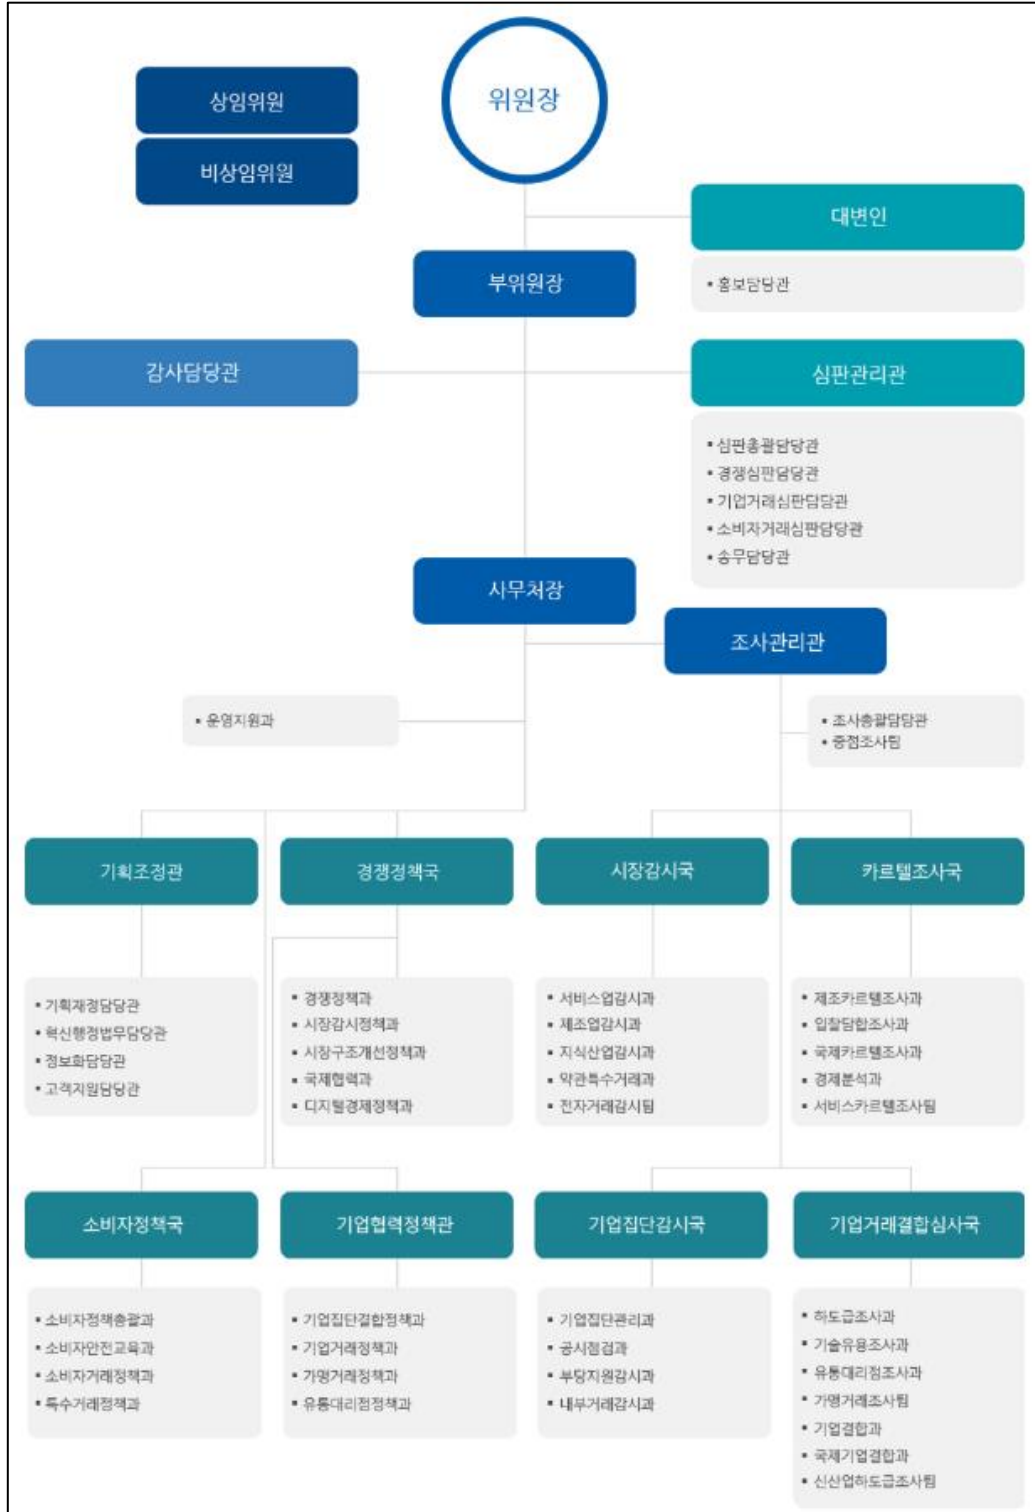 위원장
상임위원
비상임위원
대변인
▪ 홍보담당관
부위원장
감사담당관
심판관리관
▪ 심판총괄담당관
▪ 경쟁심판담당관
▪ 기업거래심판담당관
▪ 소비자거래심판담당관
▪ 송무담당관
사무처장
조사관리관
▪ 운영지원과
▪ 조사총괄담당관
▪ 중점조사팀
기획조정관
경쟁정책국
시장감시국
카르텔조사국
▪ 기획재정담당관
▪ 혁신행정법무담당관
▪ 정보화담당관
▪ 고객지원담당관
▪ 경쟁정책과
▪ 시장감시정책과
▪ 시장구조개선정책과
▪ 국제협력과
▪ 디지털경제정책과
▪ 서비스업감시과
▪ 제조업감시과
▪ 지식산업감시과
▪ 약관특수거래과
▪ 전자거래감시팀
▪ 제조카르텔조사과
▪ 입찰담합조사과
▪ 국제카르텔조사과
▪ 경제분석과
▪ 서비스카르텔조사팀
소비자정책국
기업협력정책관
기업집단감시국
기업거래결합심사국
▪ 소비자정책총괄과
▪ 소비자안전교육과
▪ 소비자거래정책과
▪ 특수거래정책과
▪ 기업집단결합정책과
▪ 기업거래정책과
▪ 가맹거래정책과
▪ 유통대리점정책과
▪ 기업집단관리과
▪ 공시점검과
▪ 부당지원감시과
▪ 내부거래감시과
▪ 하도급조사과
▪ 기술유용조사과
▪ 유통대리점조사과
▪ 가맹거래조사팀
▪ 기업결합과
▪ 국제기업결합과
▪ 신산업하도급조사팀